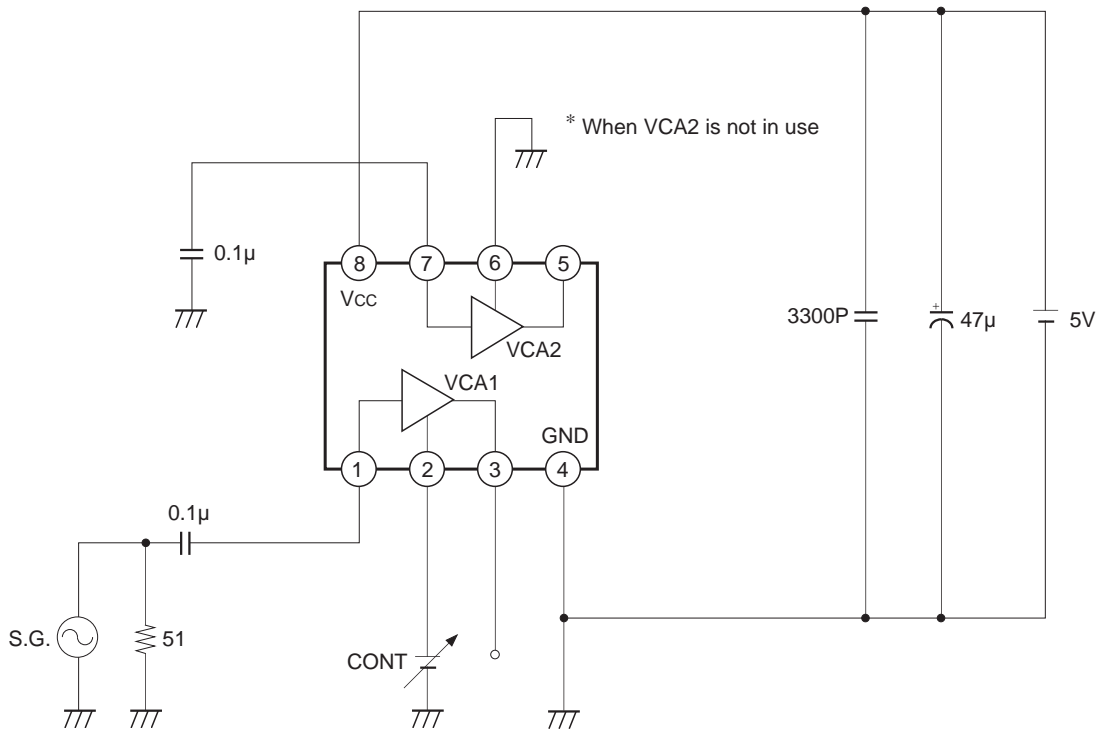 * When VCA2 is not in use
0.1µ
8
7
6
5
VCC
VCA2
3300P
47µ
+
5V
VCA1
GND
1
2
3
4
0.1µ
S.G.
51
CONT